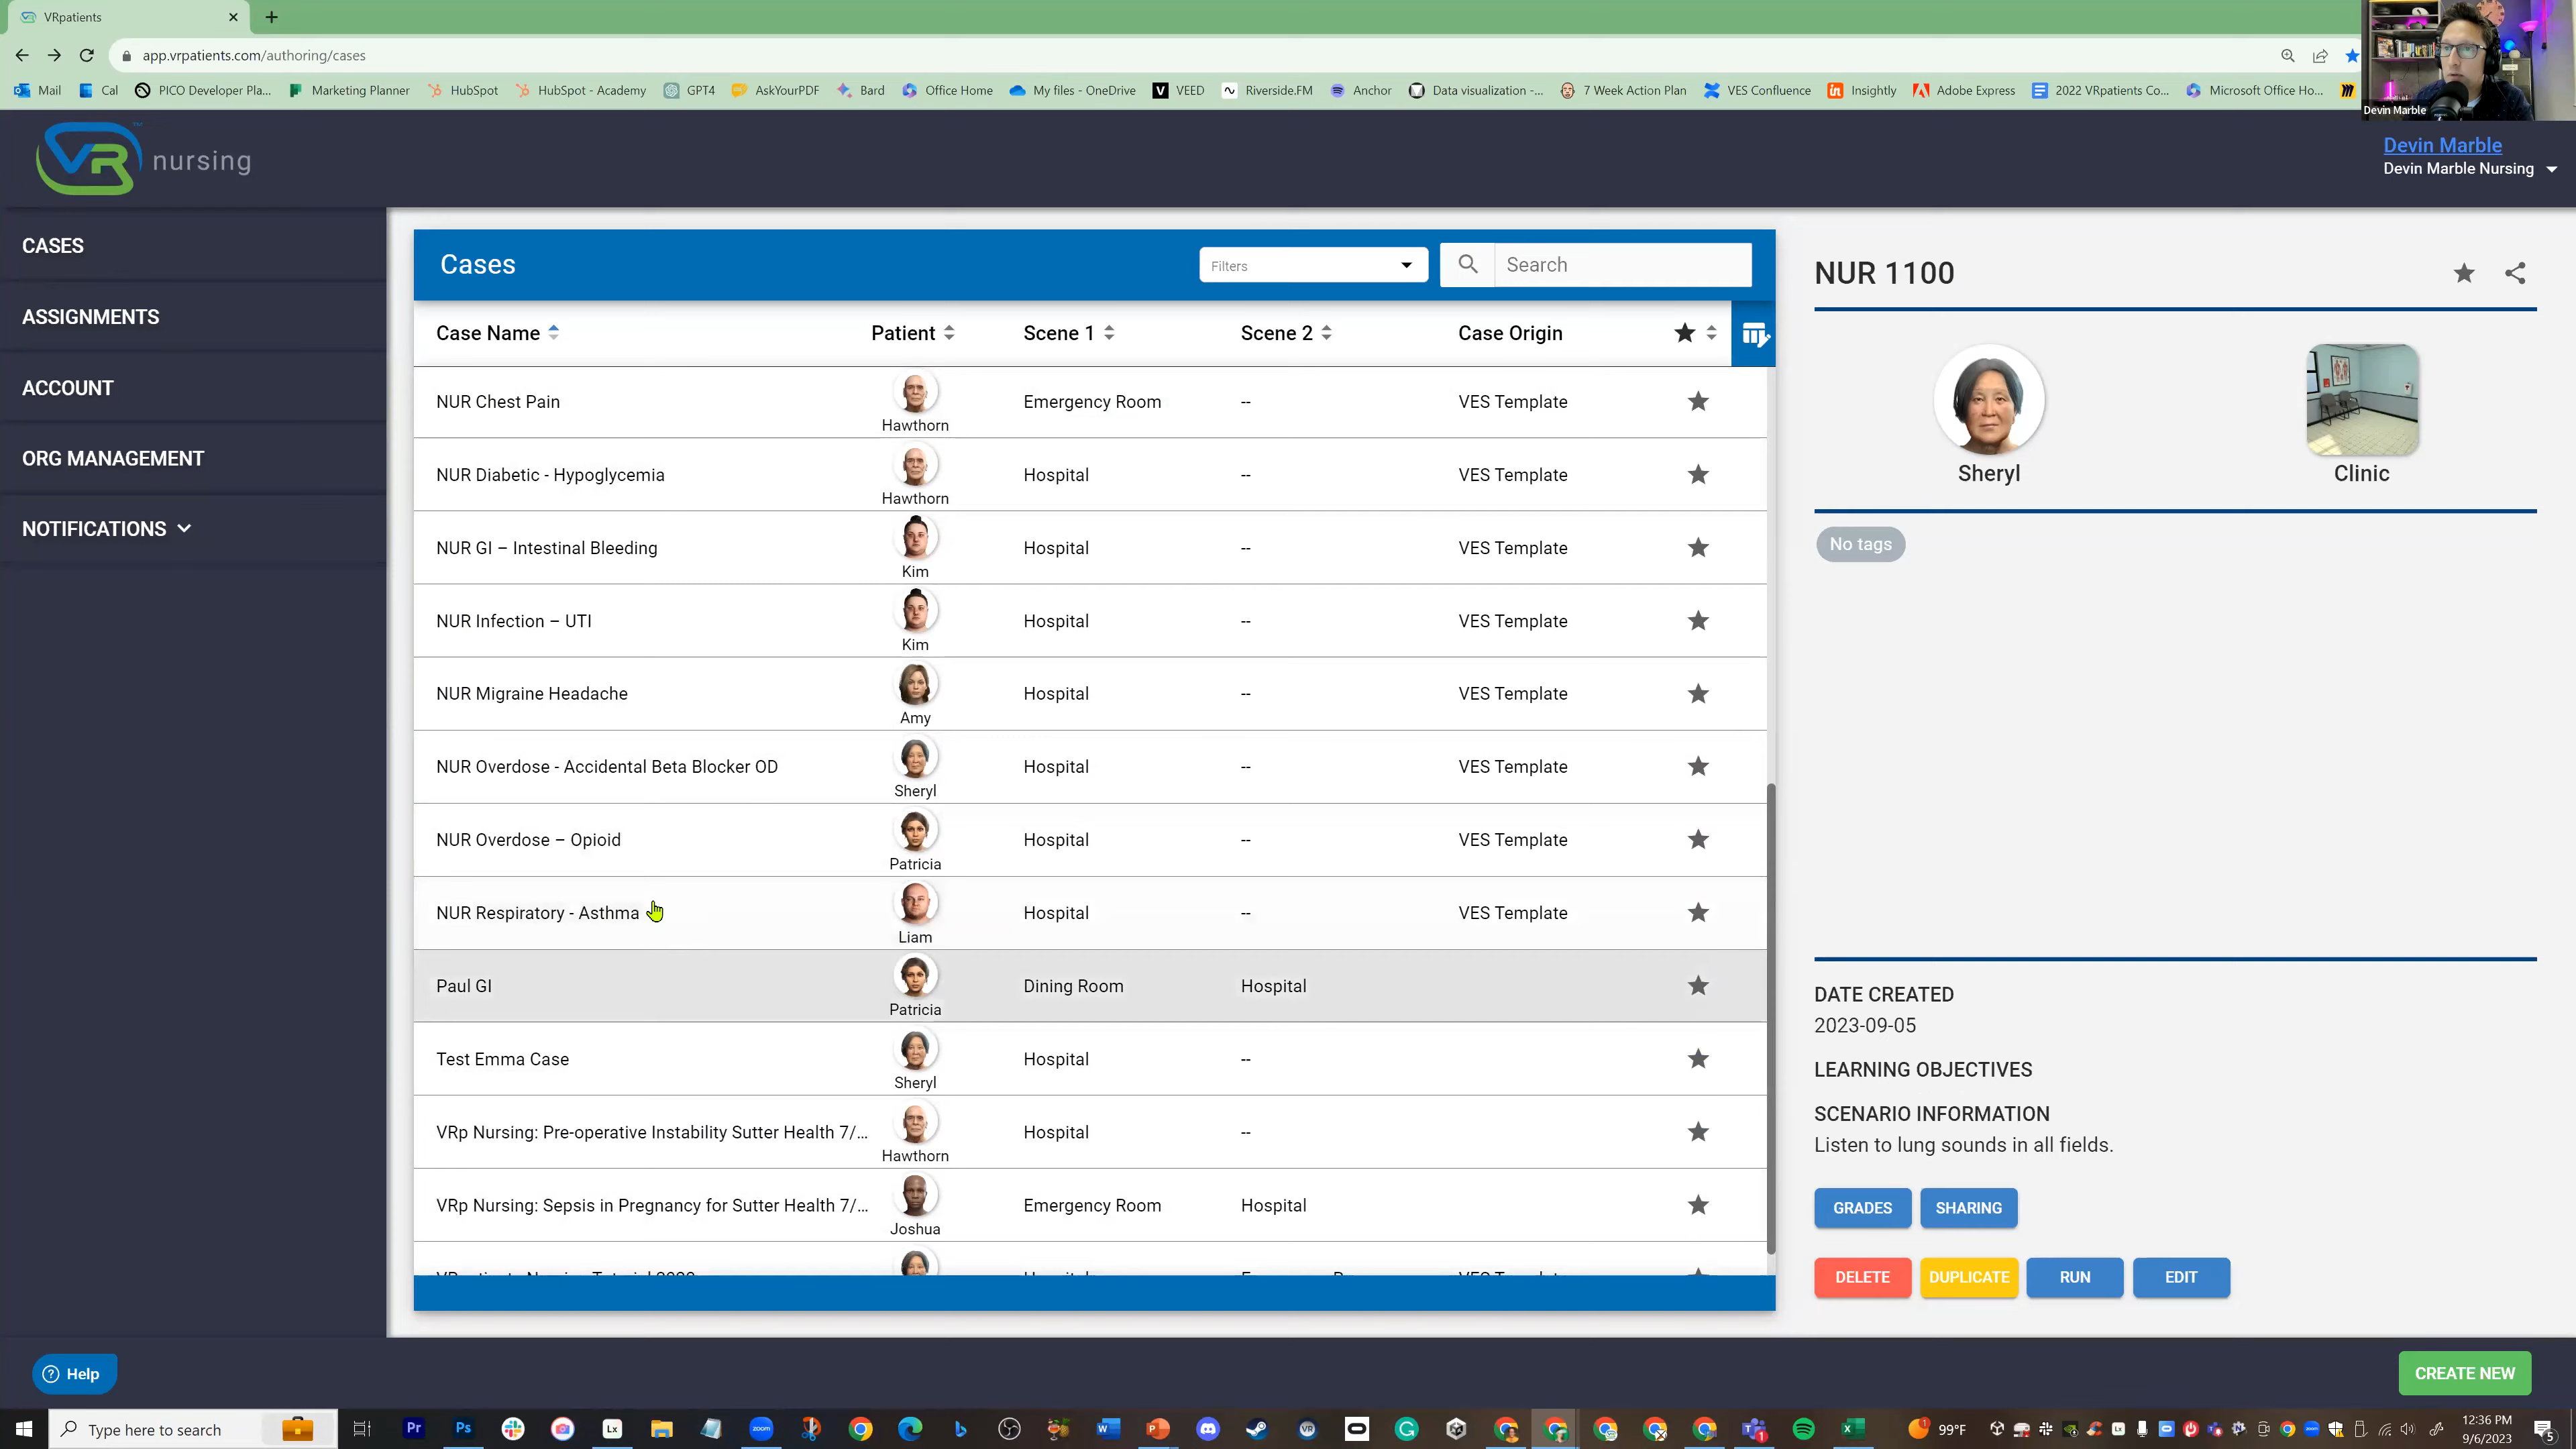 VRpatients
app.vrpatients.com/authoring/cases
Mail Cal PICO Developer Pla... Marketing Planner HubSpot HubSpot - Academy GPT4 AskYourPDF Bard Office Home My files - OneDrive VEED Riverside.FM Anchor Data visualization -... 7 Week Action Plan VES Confluence Insightly Adobe Express 2022 VRpatients Co... Microsoft Office Ho...
Devin Marble
VR nursing
Devin Marble
Devin Marble Nursing
CASES
ASSIGNMENTS
ACCOUNT
ORG MANAGEMENT
NOTIFICATIONS
Cases Filters Search
Case Name Patient Scene 1 Scene 2 Case Origin
NUR Chest Pain Hawthorn Emergency Room -- VES Template
NUR Diabetic - Hypoglycemia Hawthorn Hospital -- VES Template
NUR GI – Intestinal Bleeding Kim Hospital -- VES Template
NUR Infection – UTI Kim Hospital -- VES Template
NUR Migraine Headache Amy Hospital -- VES Template
NUR Overdose - Accidental Beta Blocker OD Sheryl Hospital -- VES Template
NUR Overdose – Opioid Patricia Hospital -- VES Template
NUR Respiratory - Asthma Liam Hospital -- VES Template
Paul GI Patricia Dining Room Hospital
Test Emma Case Sheryl Hospital --
VRp Nursing: Pre-operative Instability Sutter Health 7/... Hawthorn Hospital --
VRp Nursing: Sepsis in Pregnancy for Sutter Health 7/... Joshua Emergency Room Hospital
NUR 1100
Sheryl Clinic
No tags
DATE CREATED
2023-09-05
LEARNING OBJECTIVES
SCENARIO INFORMATION
Listen to lung sounds in all fields.
GRADES SHARING
DELETE DUPLICATE RUN EDIT
Help
CREATE NEW
Type here to search
99°F
12:36 PM
9/6/2023